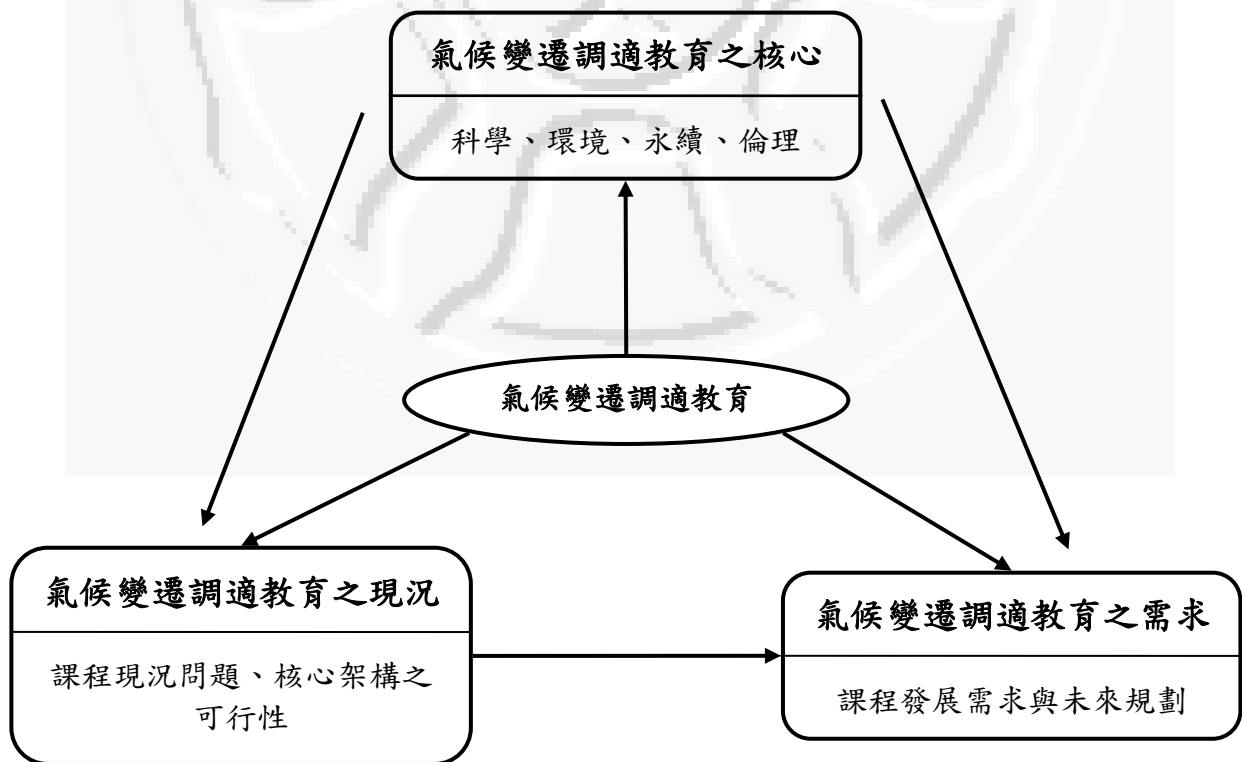 氣候變遷調適教育之核心
科學、環境、永續、倫理
氣候變遷調適教育
氣候變遷調適教育之現況
課程現況問題、核心架構之
可行性
氣候變遷調適教育之需求
課程發展需求與未來規劃